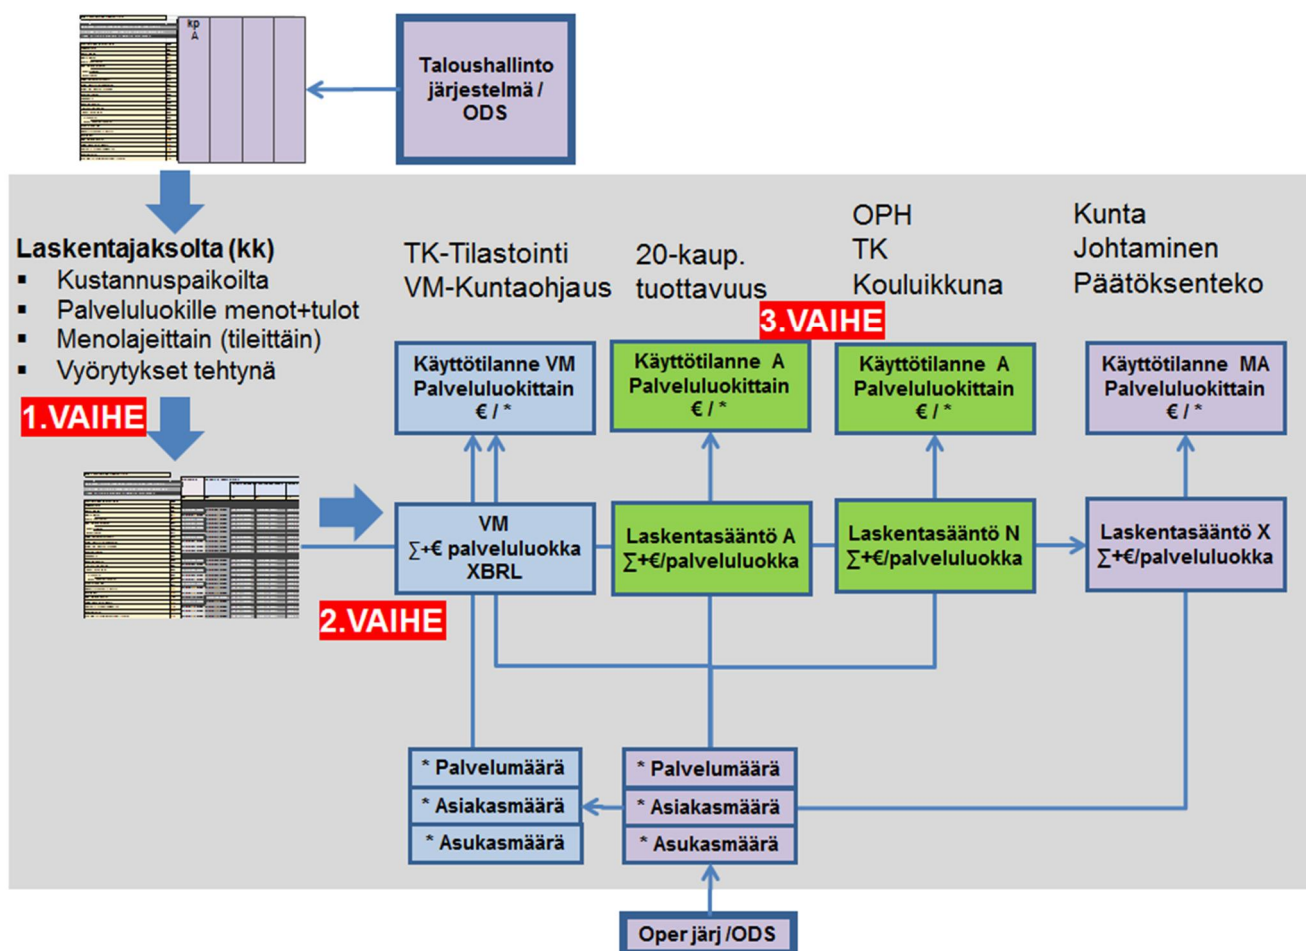 kp
A
Taloushallinto
järjestelmä /
ODS
Laskentajaksolta (kk)
▪ Kustannuspaikoilta
▪ Palveluluokille menot+tulot
▪ Menolajeittain (tileittäin)
▪ Vyörytykset tehtynä
1.VAIHE
TK-Tilastointi
VM-Kuntaohjaus
20-kaup.
tuottavuus
OPH
TK
Kouluikkuna
Kunta
Johtaminen
Päätöksenteko
3.VAIHE
Käyttötilanne VM
Palveluluokittain
€ / *
Käyttötilanne A
Palveluluokittain
€ / *
Käyttötilanne A
Palveluluokittain
€ / *
Käyttötilanne MA
Palveluluokittain
€ / *
VM
∑+€ palveluluokka
XBRL
Laskentasääntö A
∑+€/palveluluokka
Laskentasääntö N
∑+€/palveluluokka
Laskentasääntö X
∑+€/palveluluokka
2.VAIHE
* Palvelumäärä
* Asiakasmäärä
* Asukasmäärä
* Palvelumäärä
* Asiakasmäärä
* Asukasmäärä
Oper järj /ODS